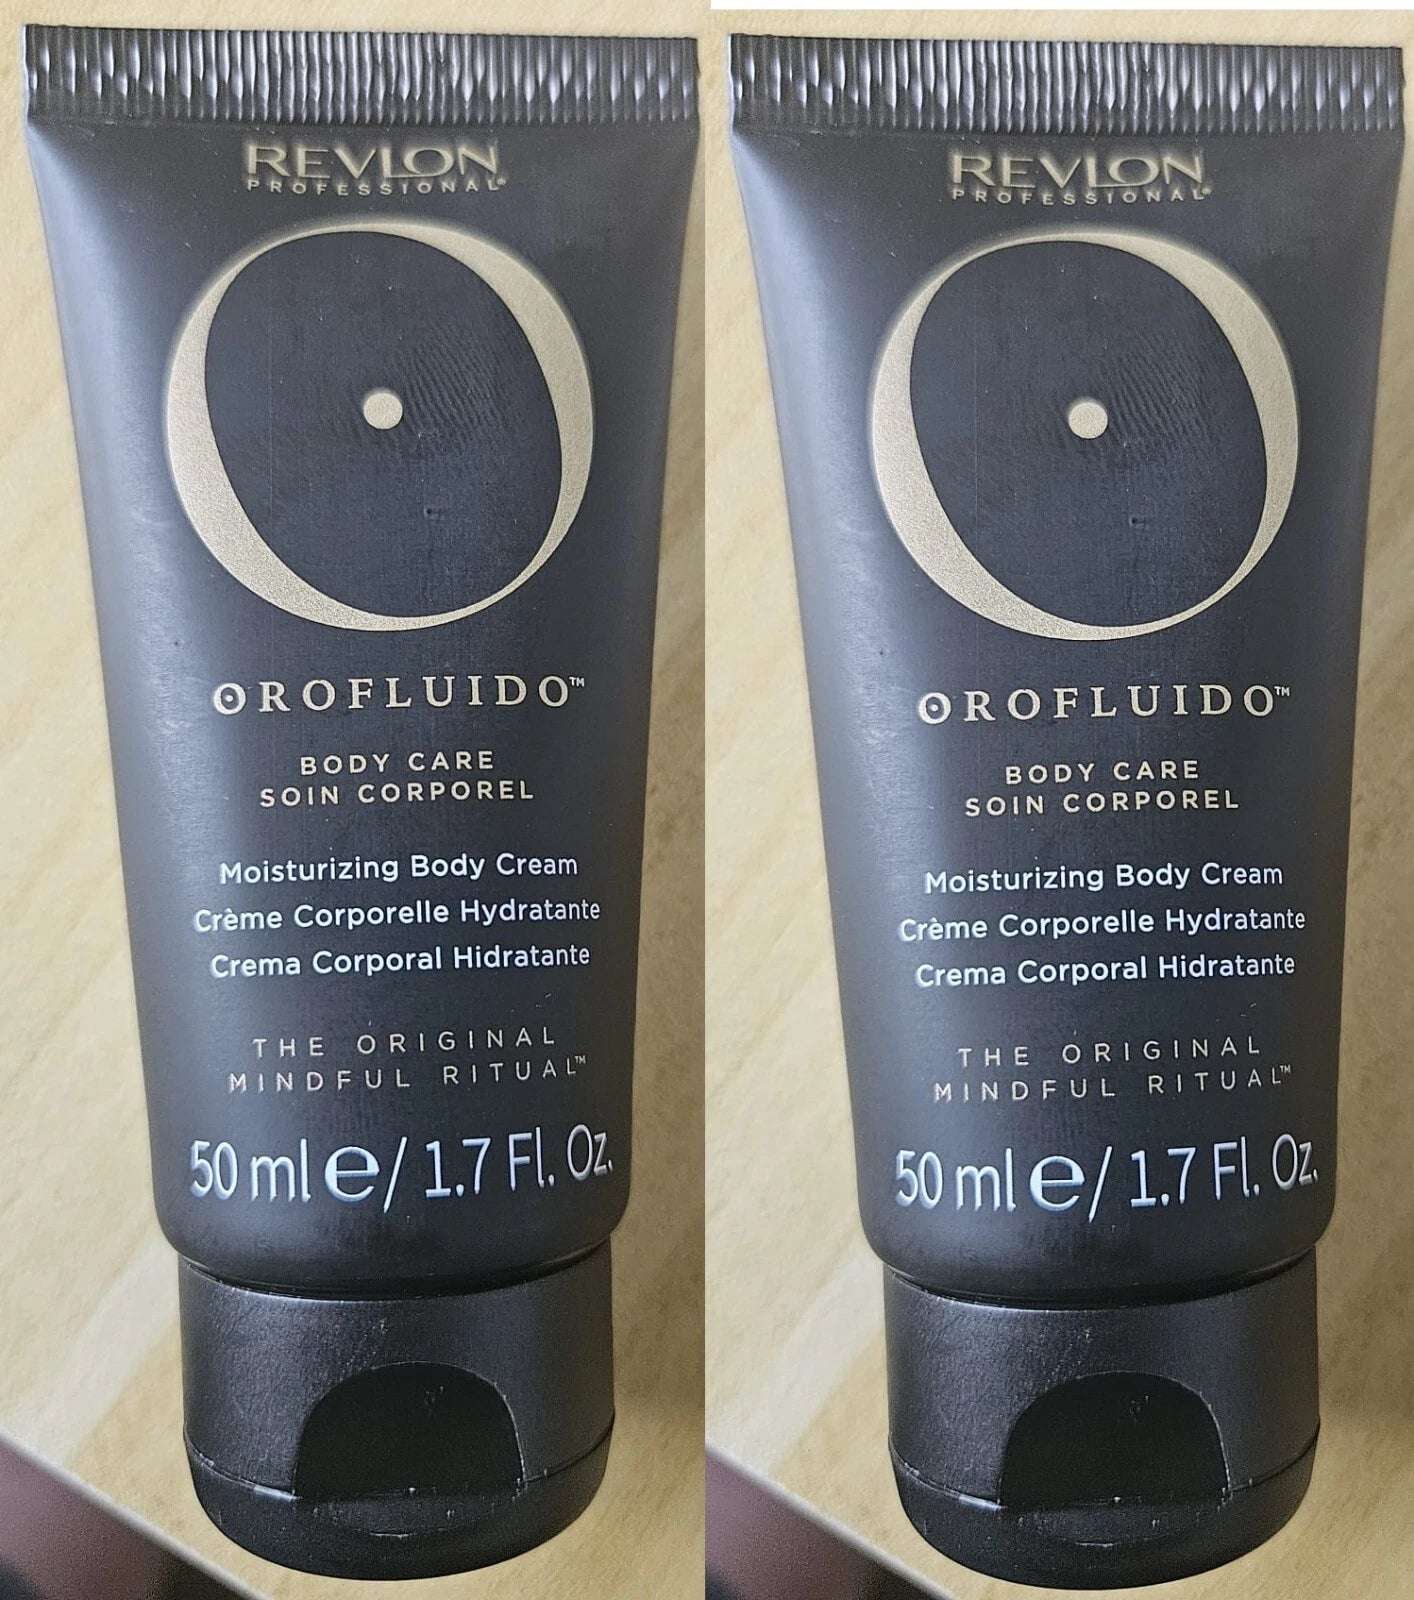 REVLON
PROFESSIONAL®
OROFLUIDO™
BODY CARE
SOIN CORPOREL
Moisturizing Body Cream
Crème Corporelle Hydratante
Crema Corporal Hidratante
THE ORIGINAL
MINDFUL RITUAL™
50 ml e / 1.7 Fl. Oz.
REVLON
PROFESSIONAL®
OROFLUIDO™
BODY CARE
SOIN CORPOREL
Moisturizing Body Cream
Crème Corporelle Hydratante
Crema Corporal Hidratante
THE ORIGINAL
MINDFUL RITUAL™
50 ml e / 1.7 Fl. Oz.